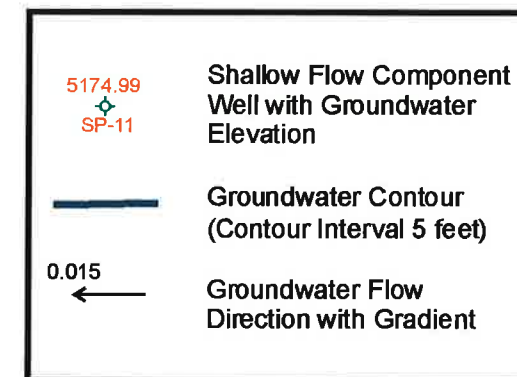 5174.99
SP-11
Shallow Flow Component
Well with Groundwater
Elevation
Groundwater Contour
(Contour Interval 5 feet)
0.015
Groundwater Flow
Direction with Gradient